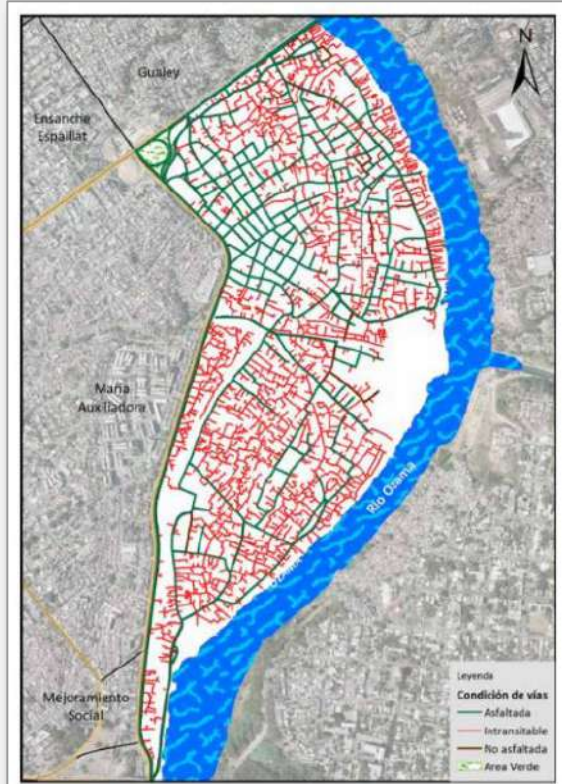 N
Gualey
Ensanche
Espaillat
María
Auxiliadora
Río Ozama
Mejoramiento
Social
Leyenda
Condición de vías
Asfaltada
Intransitable
No asfaltada
Area Verde